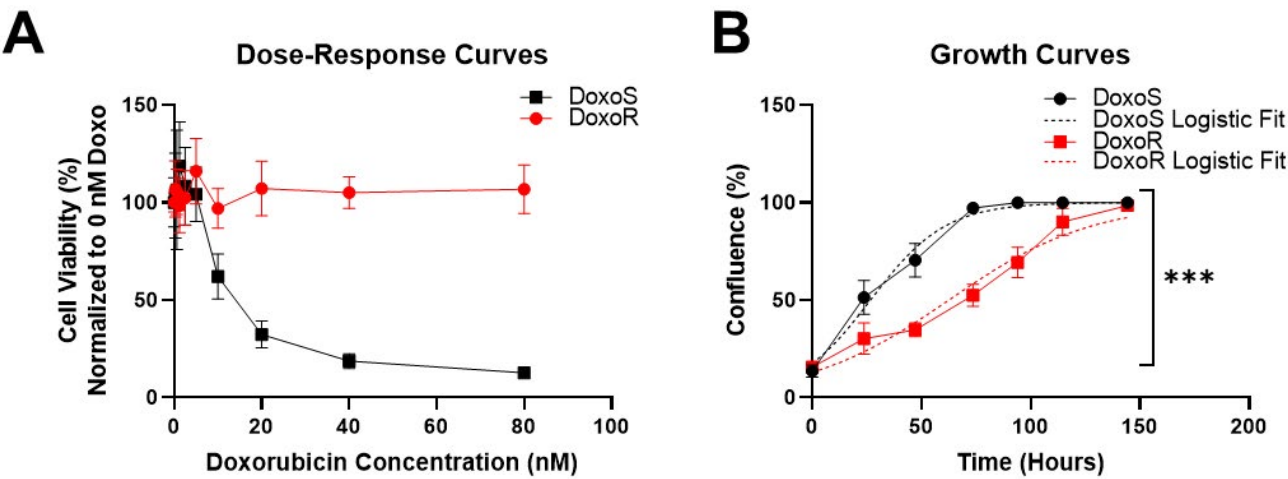 A
Dose-Response Curves
Cell Viability (%)
Normalized to 0 nM Doxo
150
100
50
0
0 20 40 60 80 100
Doxorubicin Concentration (nM)
DoxoS
DoxoR
B
Growth Curves
Confluence (%)
150
100
50
0
0 50 100 150 200
Time (Hours)
DoxoS
DoxoS Logistic Fit
DoxoR
DoxoR Logistic Fit
***